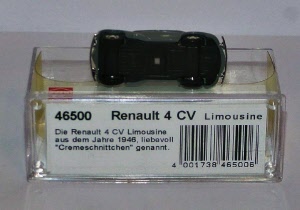 46500 Renault 4 CV Limousine
Die Renault 4 CV Limousine
aus dem Jahre 1946, liebevoll
"Cremeschnittchen" genannt.
4 001738 465006